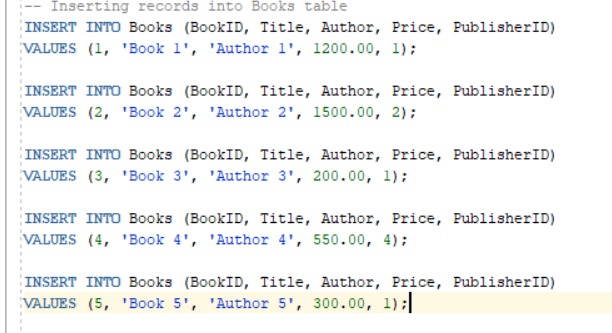 -- Inserting records into Books table
INSERT INTO Books (BookID, Title, Author, Price, PublisherID)
VALUES (1, 'Book 1', 'Author 1', 1200.00, 1);
INSERT INTO Books (BookID, Title, Author, Price, PublisherID)
VALUES (2, 'Book 2', 'Author 2', 1500.00, 2);
INSERT INTO Books (BookID, Title, Author, Price, PublisherID)
VALUES (3, 'Book 3', 'Author 3', 200.00, 1);
INSERT INTO Books (BookID, Title, Author, Price, PublisherID)
VALUES (4, 'Book 4', 'Author 4', 550.00, 4);
INSERT INTO Books (BookID, Title, Author, Price, PublisherID)
VALUES (5, 'Book 5', 'Author 5', 300.00, 1);